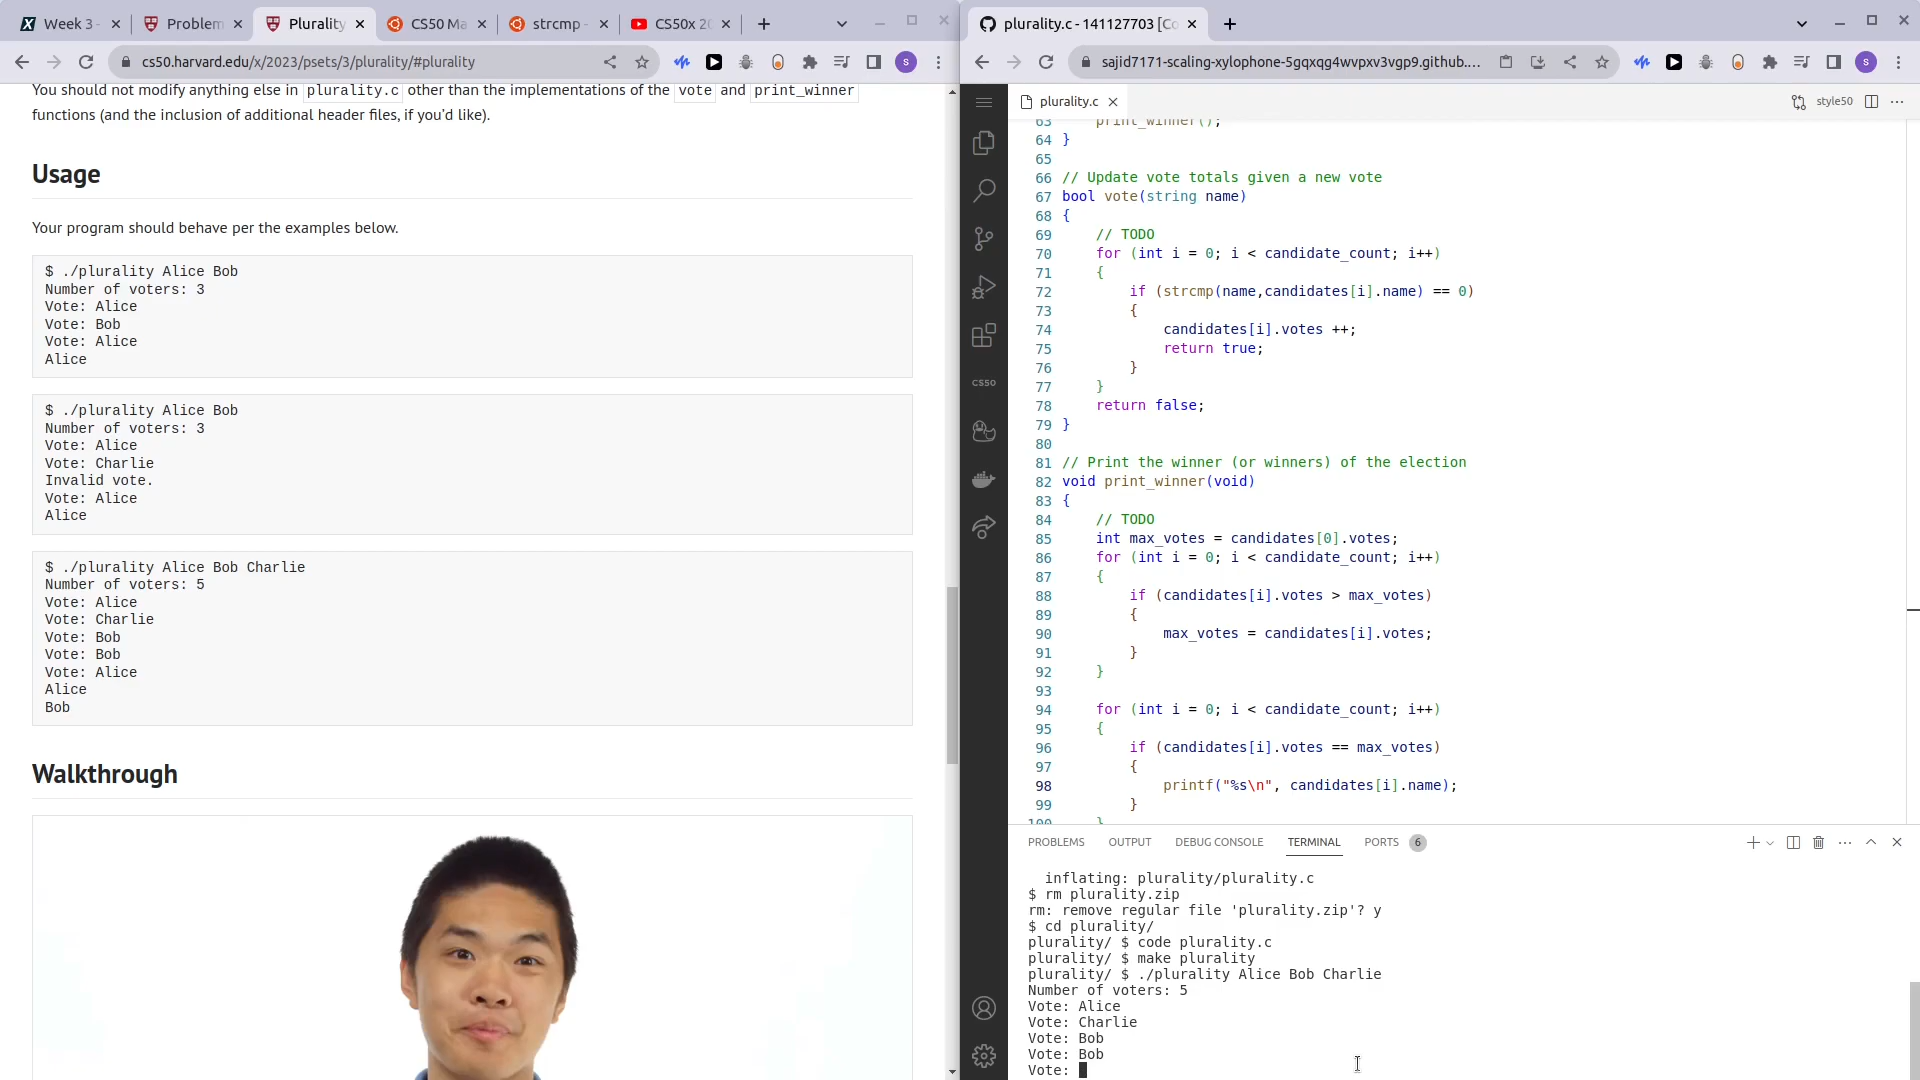 Week 3 -
Problem
Plurality
CS50 Ma
strcmp -
CS50x 20
cs50.harvard.edu/x/2023/psets/3/plurality/#plurality
S
You should not modify anything else in plurality.c other than the implementations of the vote and print_winner
functions (and the inclusion of additional header files, if you'd like).
Usage
Your program should behave per the examples below.
$ ./plurality Alice Bob
Number of voters: 3
Vote: Alice
Vote: Bob
Vote: Alice
Alice
$ ./plurality Alice Bob
Number of voters: 3
Vote: Alice
Vote: Charlie
Invalid vote.
Vote: Alice
Alice
$ ./plurality Alice Bob Charlie
Number of voters: 5
Vote: Alice
Vote: Charlie
Vote: Bob
Vote: Bob
Vote: Alice
Alice
Bob
Walkthrough
plurality.c - 141127703 [Co
sajid7171-scaling-xylophone-5gqxqg4wvpxv3vgp9.github....
S
plurality.c
style50
CS50
63 print_winner();
64 }
65
66 // Update vote totals given a new vote
67 bool vote(string name)
68 {
69 // TODO
70 for (int i = 0; i < candidate_count; i++)
71 {
72 if (strcmp(name,candidates[i].name) == 0)
73 {
74 candidates[i].votes ++;
75 return true;
76 }
77 }
78 return false;
79 }
80
81 // Print the winner (or winners) of the election
82 void print_winner(void)
83 {
84 // TODO
85 int max_votes = candidates[0].votes;
86 for (int i = 0; i < candidate_count; i++)
87 {
88 if (candidates[i].votes > max_votes)
89 {
90 max_votes = candidates[i].votes;
91 }
92 }
93
94 for (int i = 0; i < candidate_count; i++)
95 {
96 if (candidates[i].votes == max_votes)
97 {
98 printf("%s\n", candidates[i].name);
99 }
100 }
PROBLEMS OUTPUT DEBUG CONSOLE TERMINAL PORTS 6
inflating: plurality/plurality.c
$ rm plurality.zip
rm: remove regular file 'plurality.zip'? y
$ cd plurality/
plurality/ $ code plurality.c
plurality/ $ make plurality
plurality/ $ ./plurality Alice Bob Charlie
Number of voters: 5
Vote: Alice
Vote: Charlie
Vote: Bob
Vote: Bob
Vote: